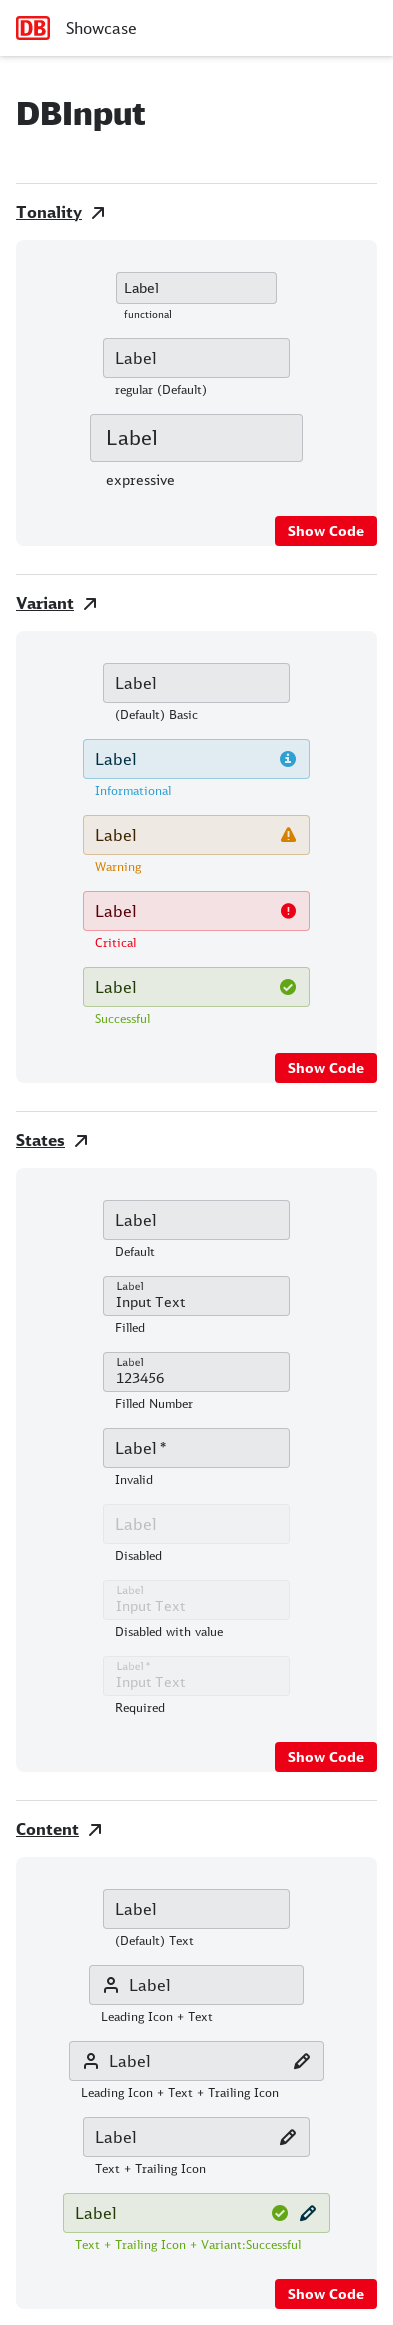 DB Showcase
DBInput
Tonality
Label
functional
Label
regular (Default)
Label
expressive
Show Code
Variant
Label
(Default) Basic
Label
Informational
Label
Warning
Label
Critical
Label
Successful
Show Code
States
Label
Default
Label
Input Text
Filled
Label
123456
Filled Number
Label *
Invalid
Label
Disabled
Label
Input Text
Disabled with value
Label *
Input Text
Required
Show Code
Content
Label
(Default) Text
Label
Leading Icon + Text
Label
Leading Icon + Text + Trailing Icon
Label
Text + Trailing Icon
Label
Text + Trailing Icon + Variant:Successful
Show Code